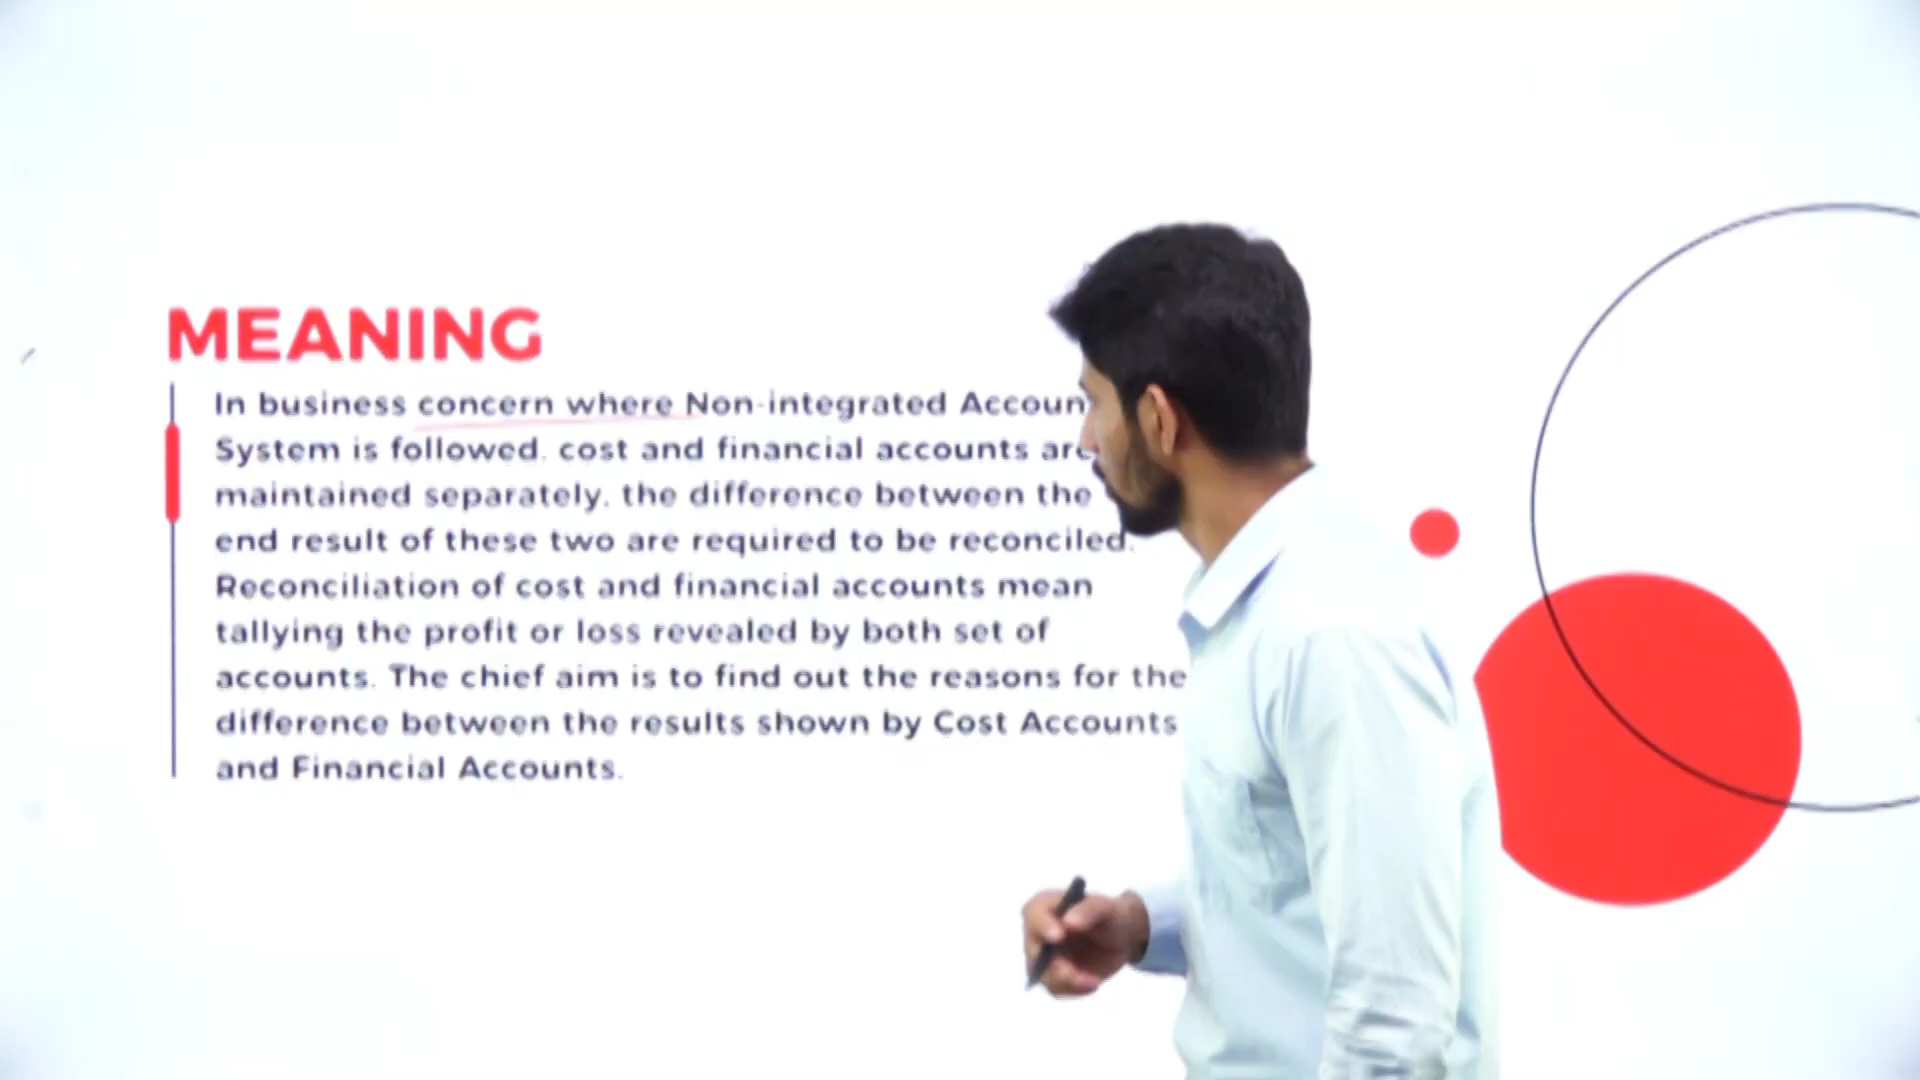 MEANING
In business concern where Non-integrated Accoun
System is followed, cost and financial accounts are
maintained separately, the difference between the
end result of these two are required to be reconciled.
Reconciliation of cost and financial accounts mean
tallying the profit or loss revealed by both set of
accounts. The chief aim is to find out the reasons for the
difference between the results shown by Cost Accounts
and Financial Accounts.